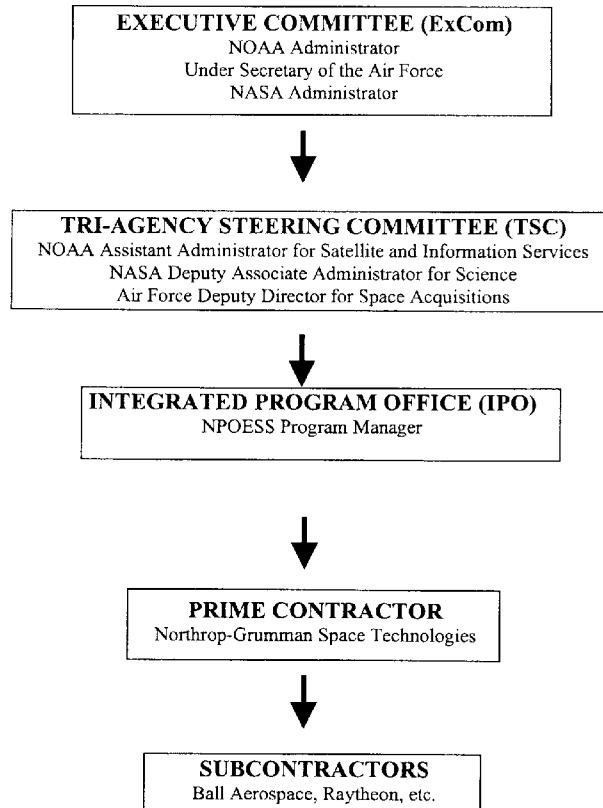 EXECUTIVE COMMITTEE (ExCom)
NOAA Administrator
Under Secretary of the Air Force
NASA Administrator
TRI-AGENCY STEERING COMMITTEE (TSC)
NOAA Assistant Administrator for Satellite and Information Services
NASA Deputy Associate Administrator for Science
Air Force Deputy Director for Space Acquisitions
INTEGRATED PROGRAM OFFICE (IPO)
NPOESS Program Manager
PRIME CONTRACTOR
Northrop-Grumman Space Technologies
SUBCONTRACTORS
Ball Aerospace, Raytheon, etc.